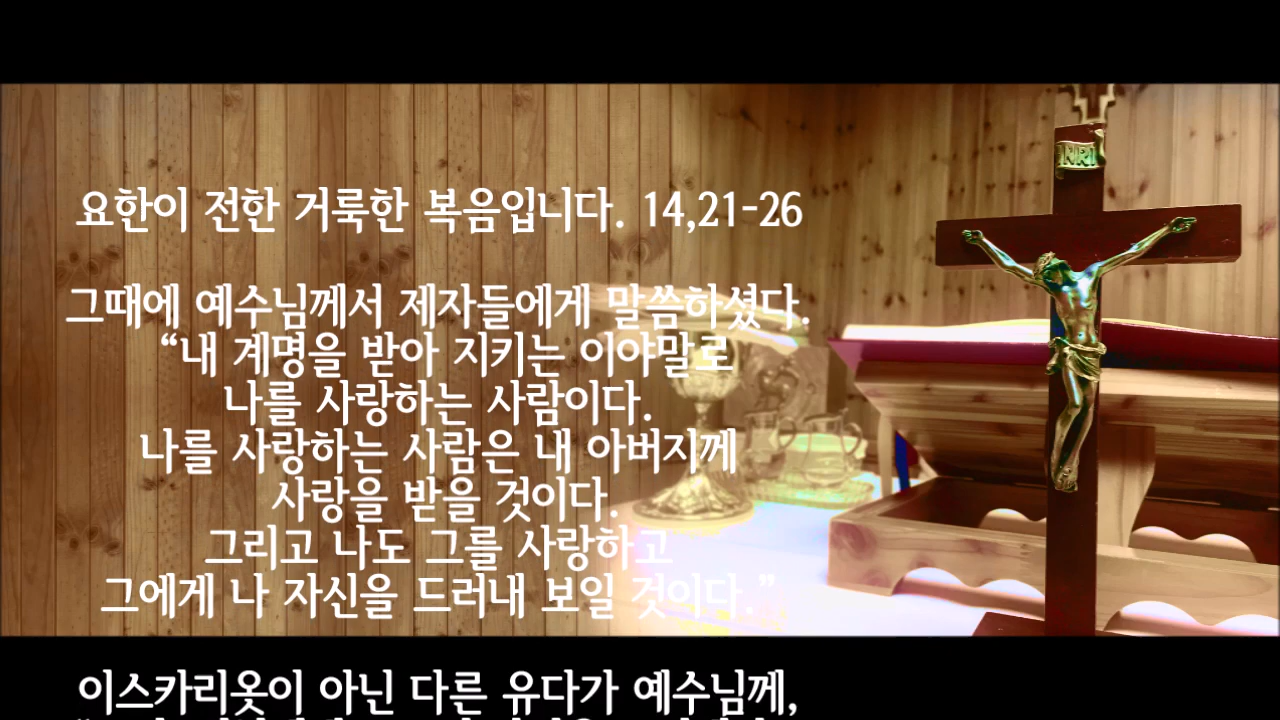 요한이 전한 거룩한 복음입니다. 14,21-26
그때에 예수님께서 제자들에게 말씀하셨다.
“내 계명을 받아 지키는 이야말로
나를 사랑하는 사람이다.
나를 사랑하는 사람은 내 아버지께
사랑을 받을 것이다.
그리고 나도 그를 사랑하고
그에게 나 자신을 드러내 보일 것이다.”
이스카리옷이 아닌 다른 유다가 예수님께,
INRI